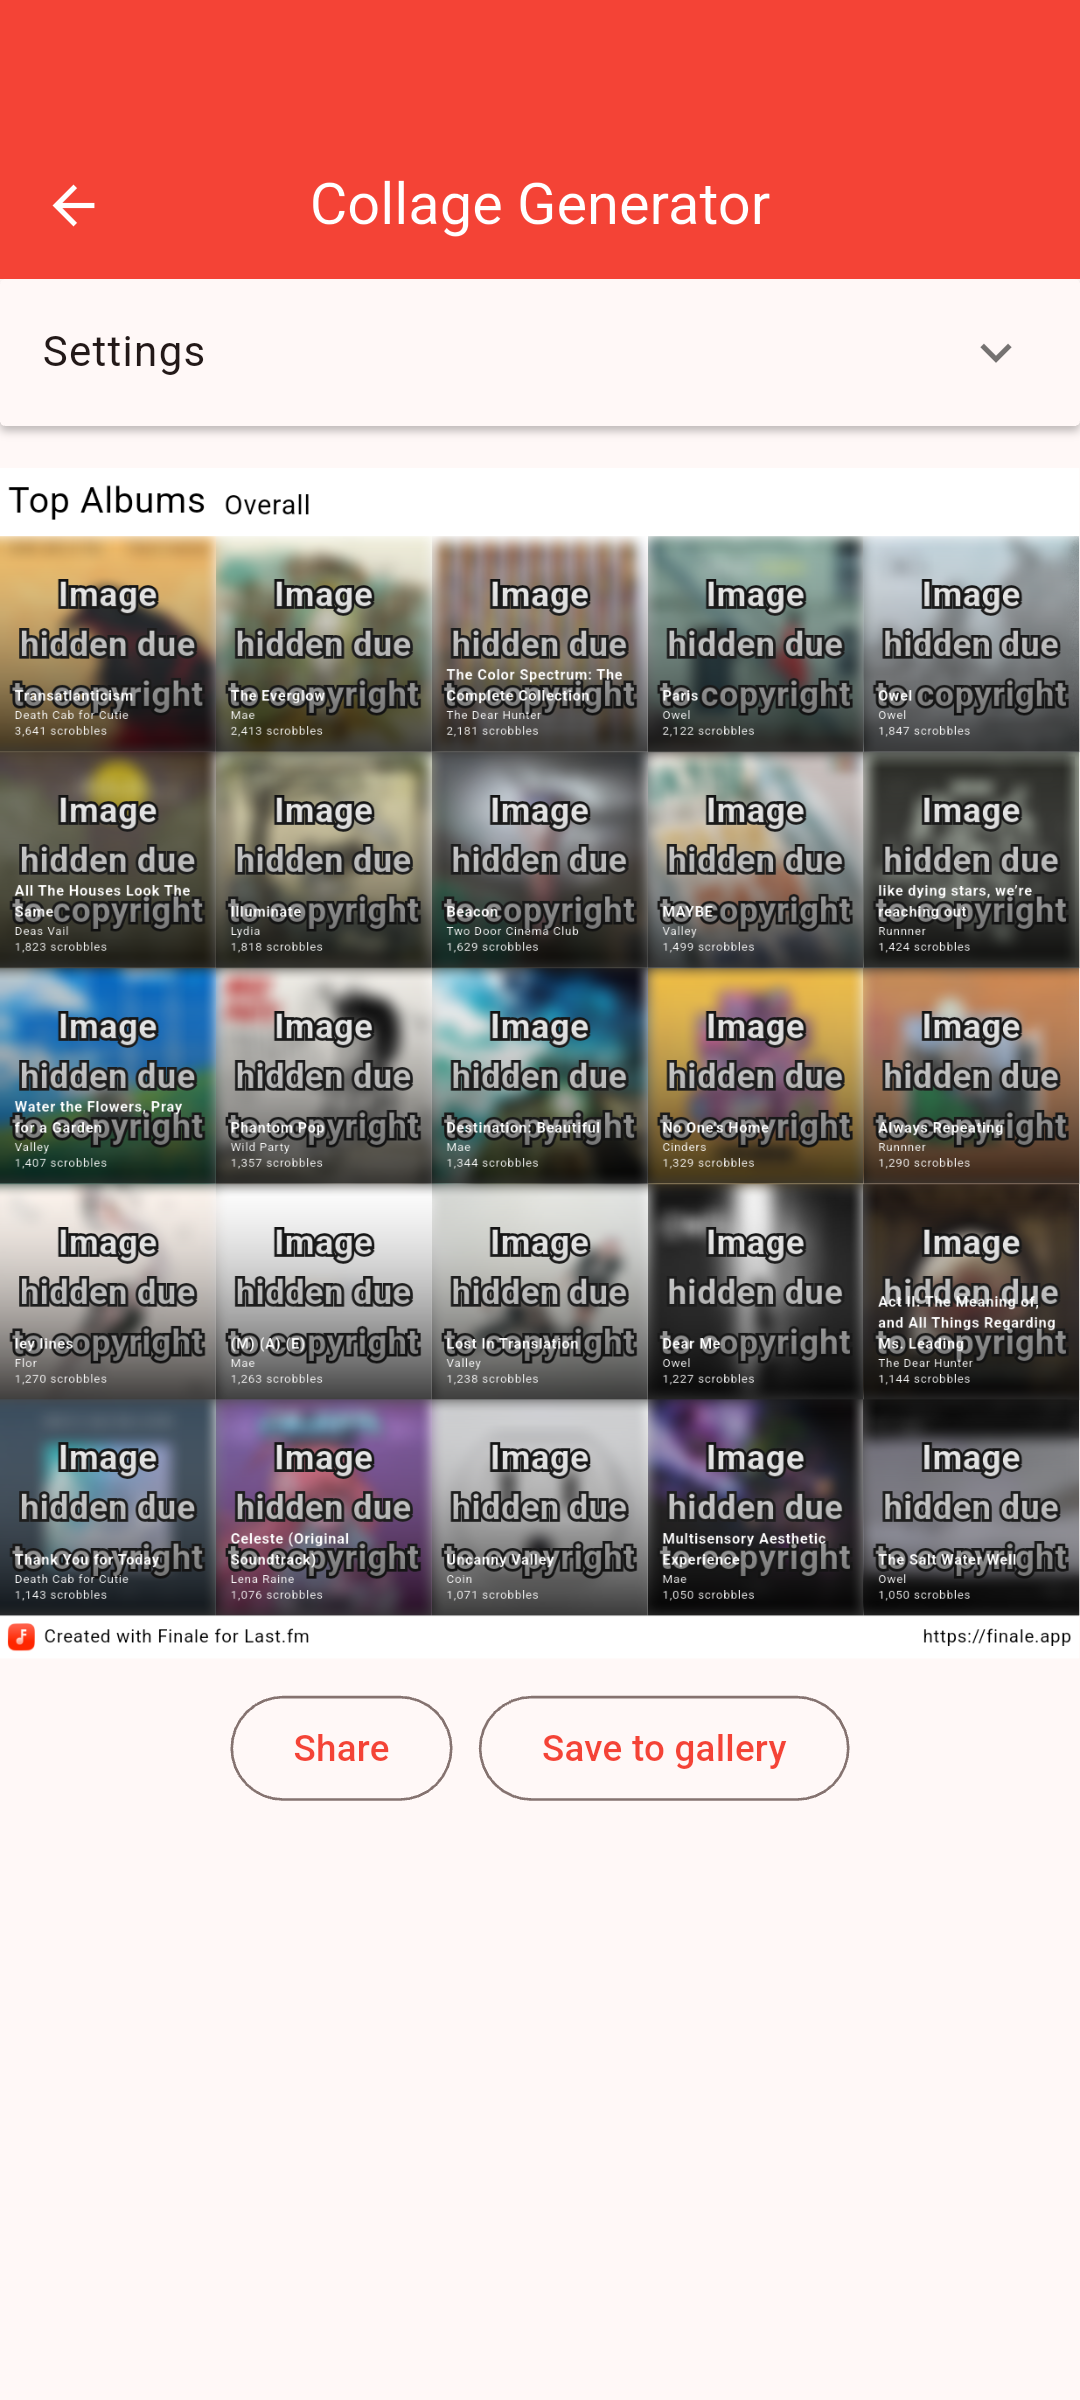 Collage Generator
Settings
Top Albums Overall
Image Image Image Image Image
hidden due hidden due hidden due hidden due hidden due
to copyright to copyright to copyright to copyright to copyright
Transatlanticism
Death Cab for Cutie
3,641 scrobbles
The Everglow
Mae
2,413 scrobbles
The Color Spectrum: The
Complete Collection
The Dear Hunter
2,181 scrobbles
Paris
Owel
2,122 scrobbles
Owel
Owel
1,847 scrobbles
Image Image Image Image Image
hidden due hidden due hidden due hidden due hidden due
to copyright to copyright to copyright to copyright to copyright
All The Houses Look The
Same
Deas Vail
1,823 scrobbles
Illuminate
Lydia
1,818 scrobbles
Beacon
Two Door Cinema Club
1,629 scrobbles
MAYBE
Valley
1,499 scrobbles
like dying stars, we're
reaching out
Runnner
1,424 scrobbles
Image Image Image Image Image
hidden due hidden due hidden due hidden due hidden due
to copyright to copyright to copyright to copyright to copyright
Water the Flowers, Pray
for a Garden
Valley
1,407 scrobbles
Phantom Pop
Wild Party
1,357 scrobbles
Destination: Beautiful
Mae
1,344 scrobbles
No One's Home
Cinders
1,329 scrobbles
Always Repeating
Runnner
1,290 scrobbles
Image Image Image Image Image
hidden due hidden due hidden due hidden due hidden due
to copyright to copyright to copyright to copyright to copyright
ley lines
Flor
1,270 scrobbles
(M) (A) (E)
Mae
1,263 scrobbles
Lost In Translation
Valley
1,238 scrobbles
Dear Me
Owel
1,227 scrobbles
Act II: The Meaning of,
and All Things Regarding
Ms. Leading
The Dear Hunter
1,144 scrobbles
Image Image Image Image Image
hidden due hidden due hidden due hidden due hidden due
to copyright to copyright to copyright to copyright to copyright
Thank You for Today
Death Cab for Cutie
1,143 scrobbles
Celeste (Original
Soundtrack)
Lena Raine
1,076 scrobbles
Uncanny Valley
Coin
1,071 scrobbles
Multisensory Aesthetic
Experience
Mae
1,050 scrobbles
The Salt Water Well
Owel
1,050 scrobbles
Created with Finale for Last.fm https://finale.app
Share Save to gallery